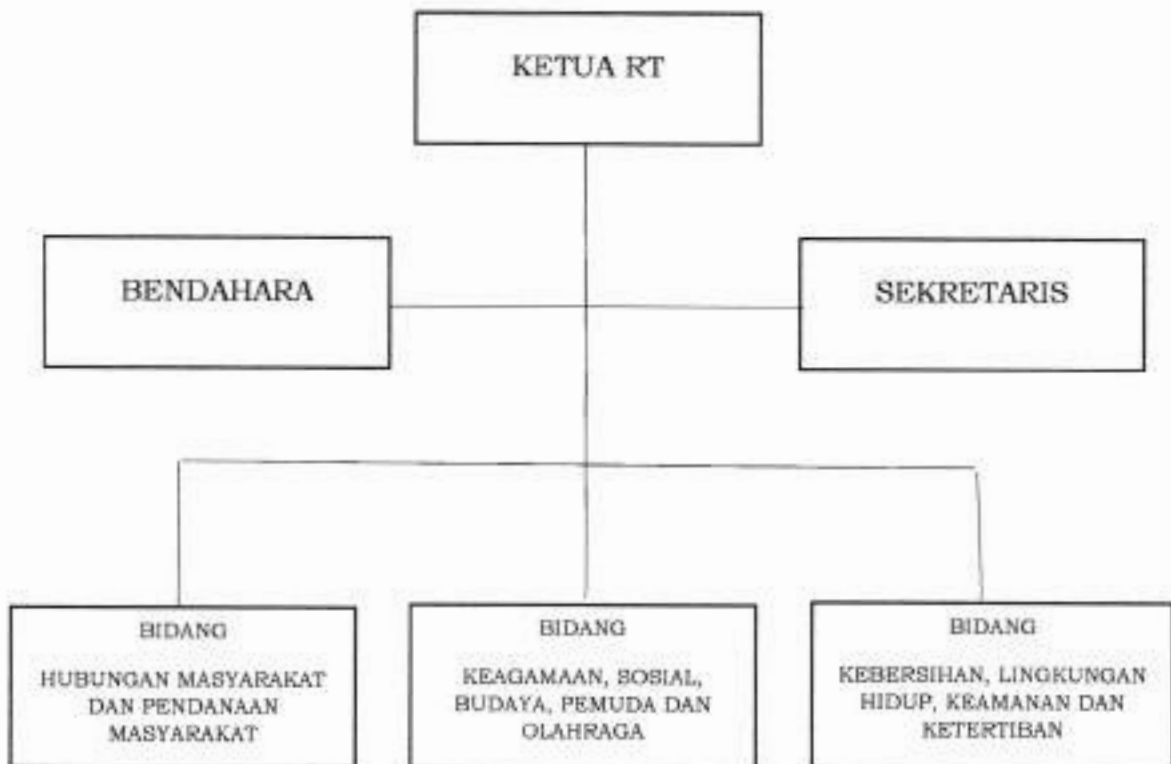 KETUA RT
BENDAHARA
SEKRETARIS
BIDANG
HUBUNGAN MASYARAKAT
DAN PENDANAAN
MASYARAKAT
BIDANG
KEAGAMAAN, SOSIAL,
BUDAYA, PEMUDA DAN
OLAHRAGA
BIDANG
KEBERSIHAN, LINGKUNGAN
HIDUP, KEAMANAN DAN
KETERTIBAN